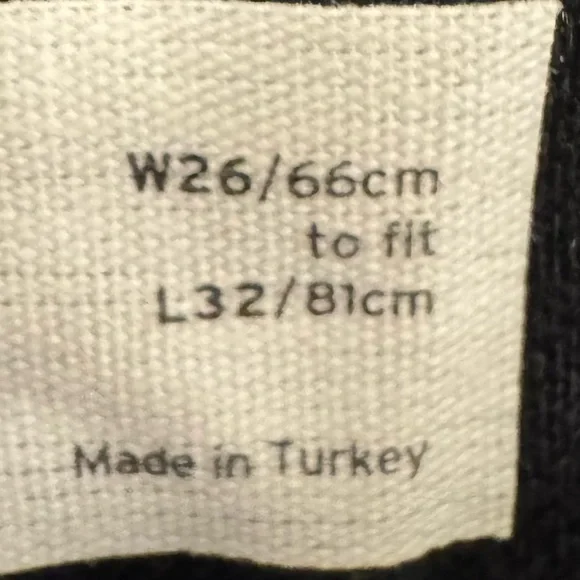 W26/66cm
to fit
L32/81cm
Made in Turkey